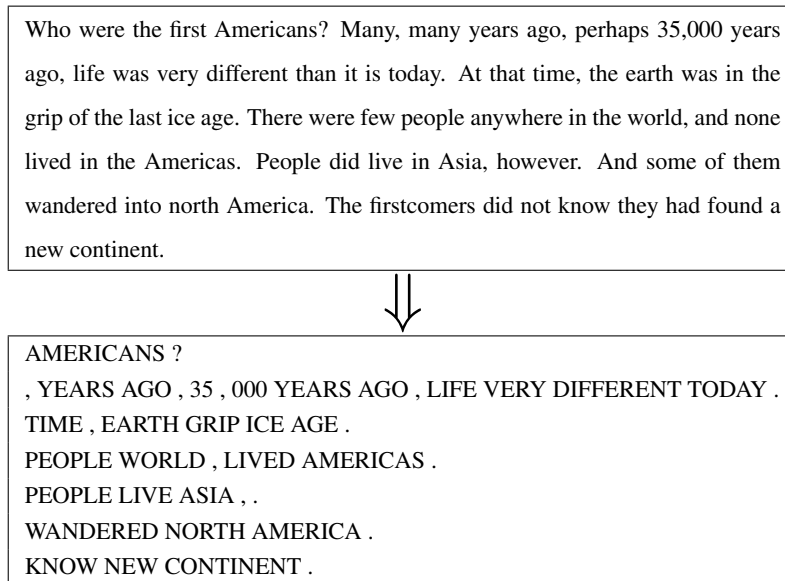 Who were the first Americans? Many, many years ago, perhaps 35,000 years
ago, life was very different than it is today. At that time, the earth was in the
grip of the last ice age. There were few people anywhere in the world, and none
lived in the Americas. People did live in Asia, however. And some of them
wandered into north America. The firstcomers did not know they had found a
new continent.
AMERICANS ?
, YEARS AGO , 35 , 000 YEARS AGO , LIFE VERY DIFFERENT TODAY .
TIME , EARTH GRIP ICE AGE .
PEOPLE WORLD , LIVED AMERICAS .
PEOPLE LIVE ASIA , .
WANDERED NORTH AMERICA .
KNOW NEW CONTINENT .